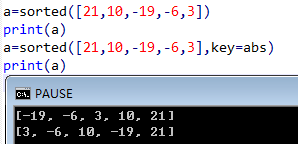 a=sorted([21,10,-19,-6,3])
print(a)
a=sorted([21,10,-19,-6,3],key=abs)
print(a)
C:\. PAUSE
[-19, -6, 3, 10, 21]
[3, -6, 10, -19, 21]